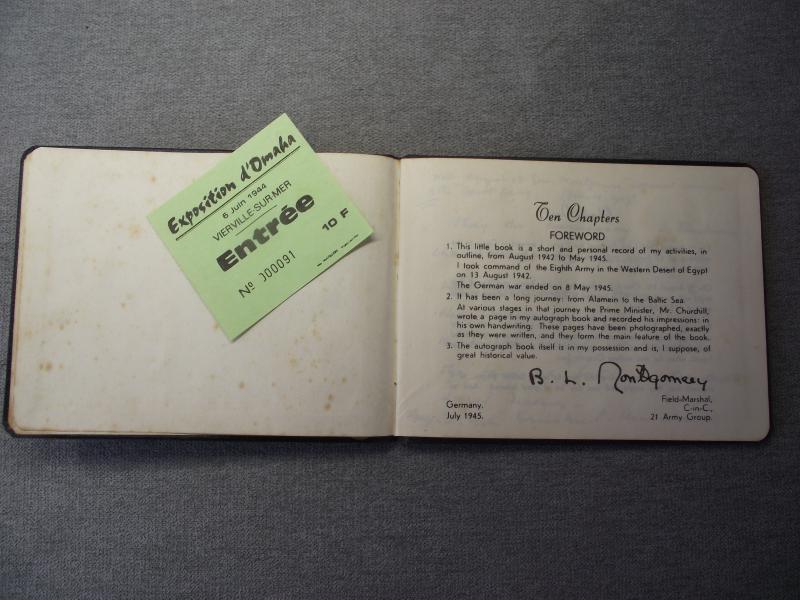 Exposition d'Omaha
6 Juin 1944
VIERVILLE-SUR-MER
Entrée
10 F
Nº 000091
Ten Chapters
FOREWORD
1. This little book is a short and personal record of my activities, in
outline, from August 1942 to May 1945.
I took command of the Eighth Army in the Western Desert of Egypt
on 13 August 1942.
The German war ended on 8 May 1945.
2. It has been a long journey: from Alamein to the Baltic Sea.
At various stages in that journey the Prime Minister, Mr. Churchill,
wrote a page in my autograph book and recorded his impressions: in
his own handwriting. These pages have been photographed, exactly
as they were written, and they form the main feature of the book.
3. The autograph book itself is in my possession and is, I suppose, of
great historical value.
B. L. Montgomery
Field-Marshal,
C-in-C.,
21 Army Group.
Germany.
July 1945.